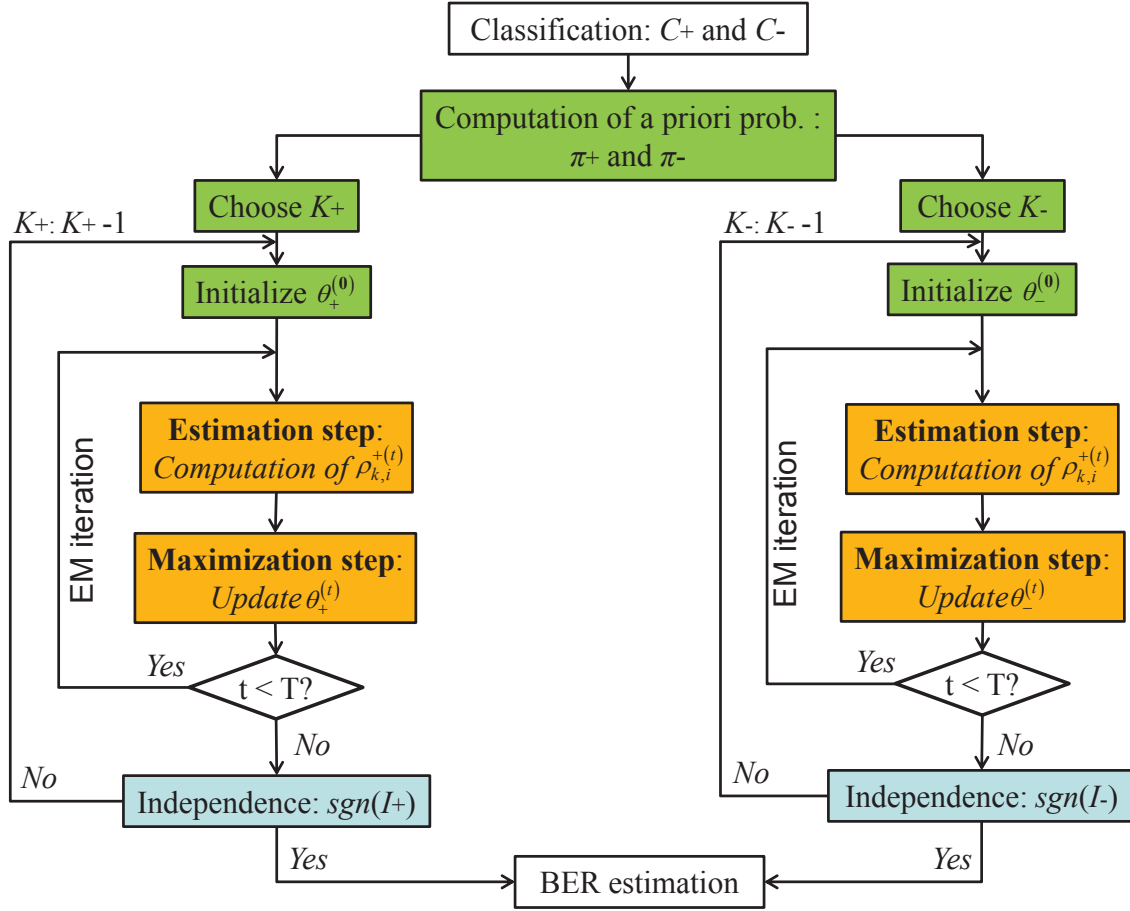 Classification: C+ and C-
Computation of a priori prob. :
π+ and π-
Choose K+
K+: K+ -1
Initialize θ₊⁽⁰⁾
EM iteration
Estimation step:
Computation of ρ_{k,i}^{+(t)}
Maximization step:
Update θ₊⁽ᵗ⁾
Yes
t < T?
No
No
Independence: sgn(I+)
Yes
Choose K-
K-: K- -1
Initialize θ₋⁽⁰⁾
EM iteration
Estimation step:
Computation of ρ_{k,i}^{+(t)}
Maximization step:
Update θ₋⁽ᵗ⁾
Yes
t < T?
No
No
Independence: sgn(I-)
Yes
BER estimation